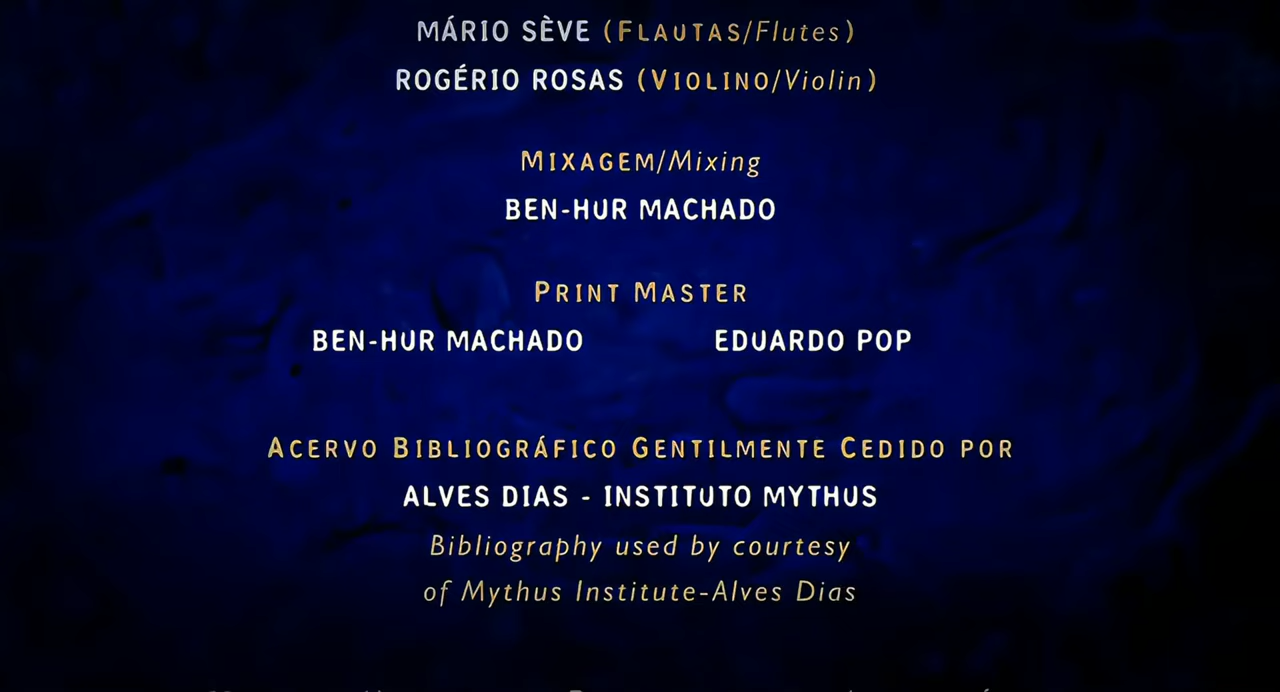 MÁRIO SÈVE (FLAUTAS/Flutes)
ROGÉRIO ROSAS (VIOLINO/Violin)
MIXAGEM/Mixing
BEN-HUR MACHADO
PRINT MASTER
BEN-HUR MACHADO EDUARDO POP
ACERVO BIBLIOGRÁFICO GENTILMENTE CEDIDO POR
ALVES DIAS - INSTITUTO MYTHUS
Bibliography used by courtesy
of Mythus Institute-Alves Dias